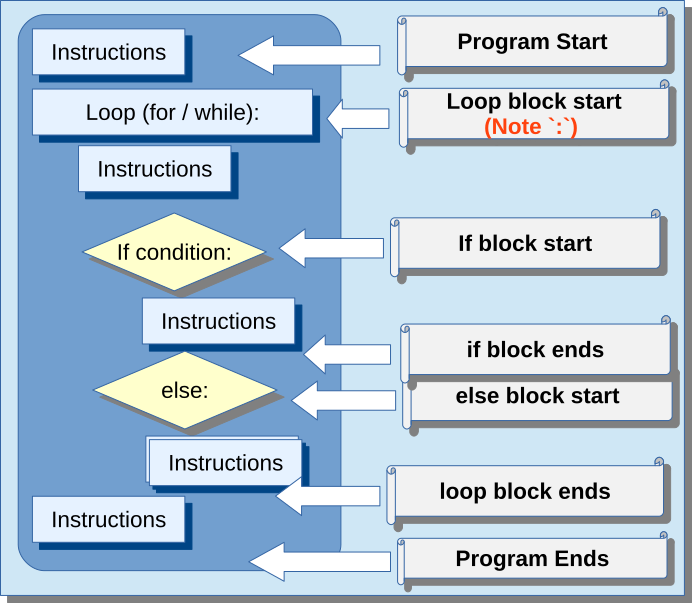 Instructions
Program Start
Loop (for / while):
Loop block start
(Note `:`)
Instructions
If condition:
If block start
Instructions
if block ends
else:
else block start
Instructions
loop block ends
Instructions
Program Ends